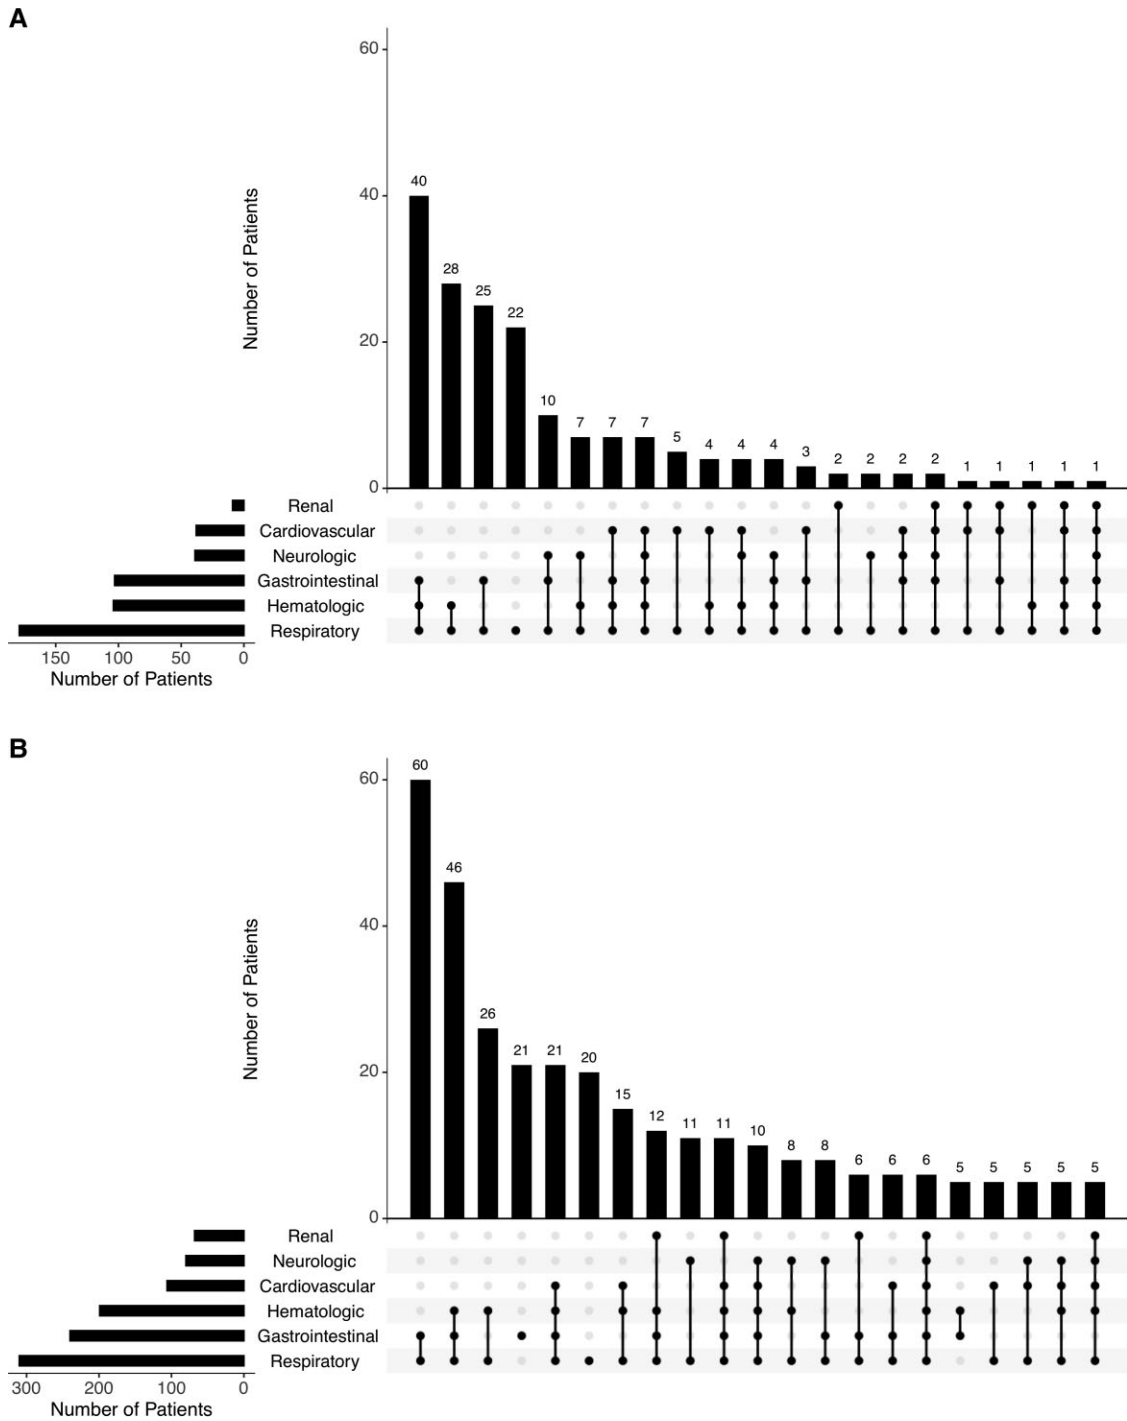 A
60
40
20
0
Number of Patients
40 28 25 22 10 7 7 7 5 4 4 4 3 2 2 2 2 1 1 1 1 1
Renal
Cardiovascular
Neurologic
Gastrointestinal
Hematologic
Respiratory
150 100 50 0
Number of Patients
B
60
40
20
0
Number of Patients
60 46 26 21 21 20 15 12 11 11 10 8 8 6 6 6 5 5 5 5 5
Renal
Neurologic
Cardiovascular
Hematologic
Gastrointestinal
Respiratory
300 200 100 0
Number of Patients